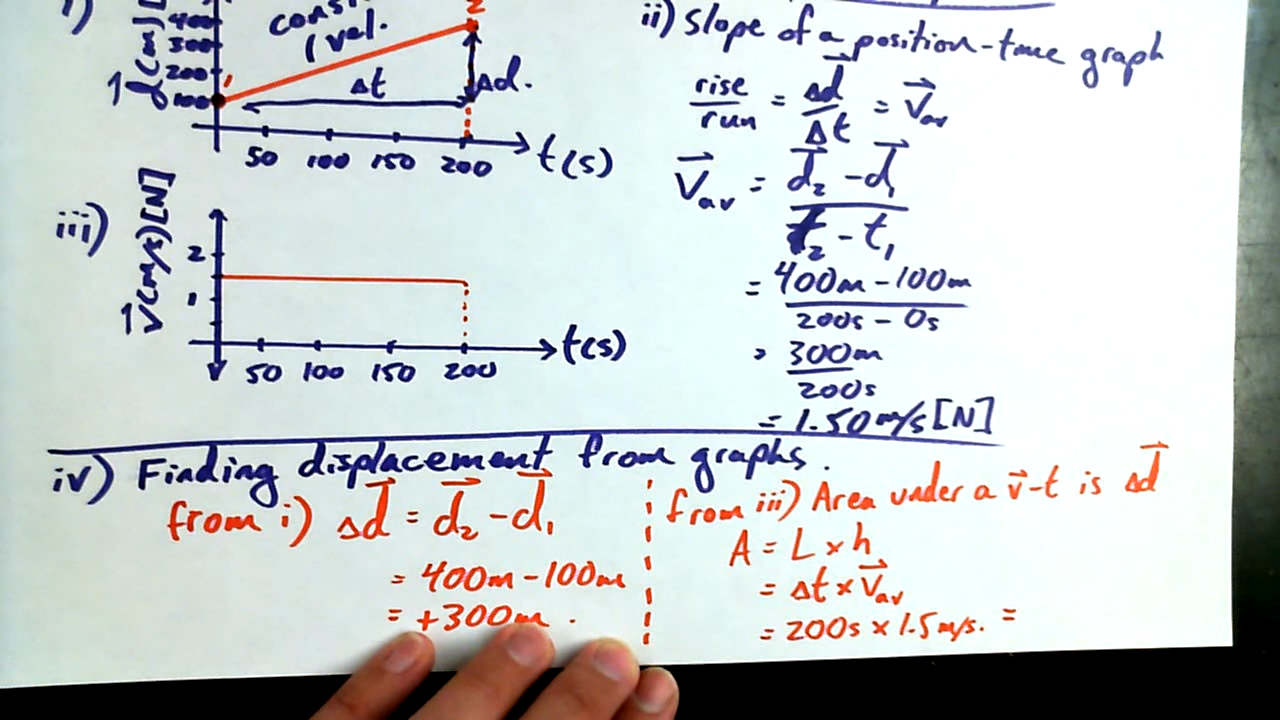 400
300
200
100
d(m)
const
vel.
1
2
Δt
Δd.
50 100 150 200 t(s)
ii) Slope of a position-time graph
rise/run = Δd/Δt = Vav
Vav = d₂ - d₁
t₂ - t₁
= 400m - 100m
200s - 0s
= 300m
200s
= 1.50 m/s [N]
iii) V(m/s)[N]
2
1
50 100 150 200 t(s)
iv) Finding displacement from graphs.
from i) Δd = d₂ - d₁
= 400m - 100m
= +300m.
from iii) Area under a v-t is Δd
A = L x h
= Δt x Vav
= 200s x 1.5 m/s. =